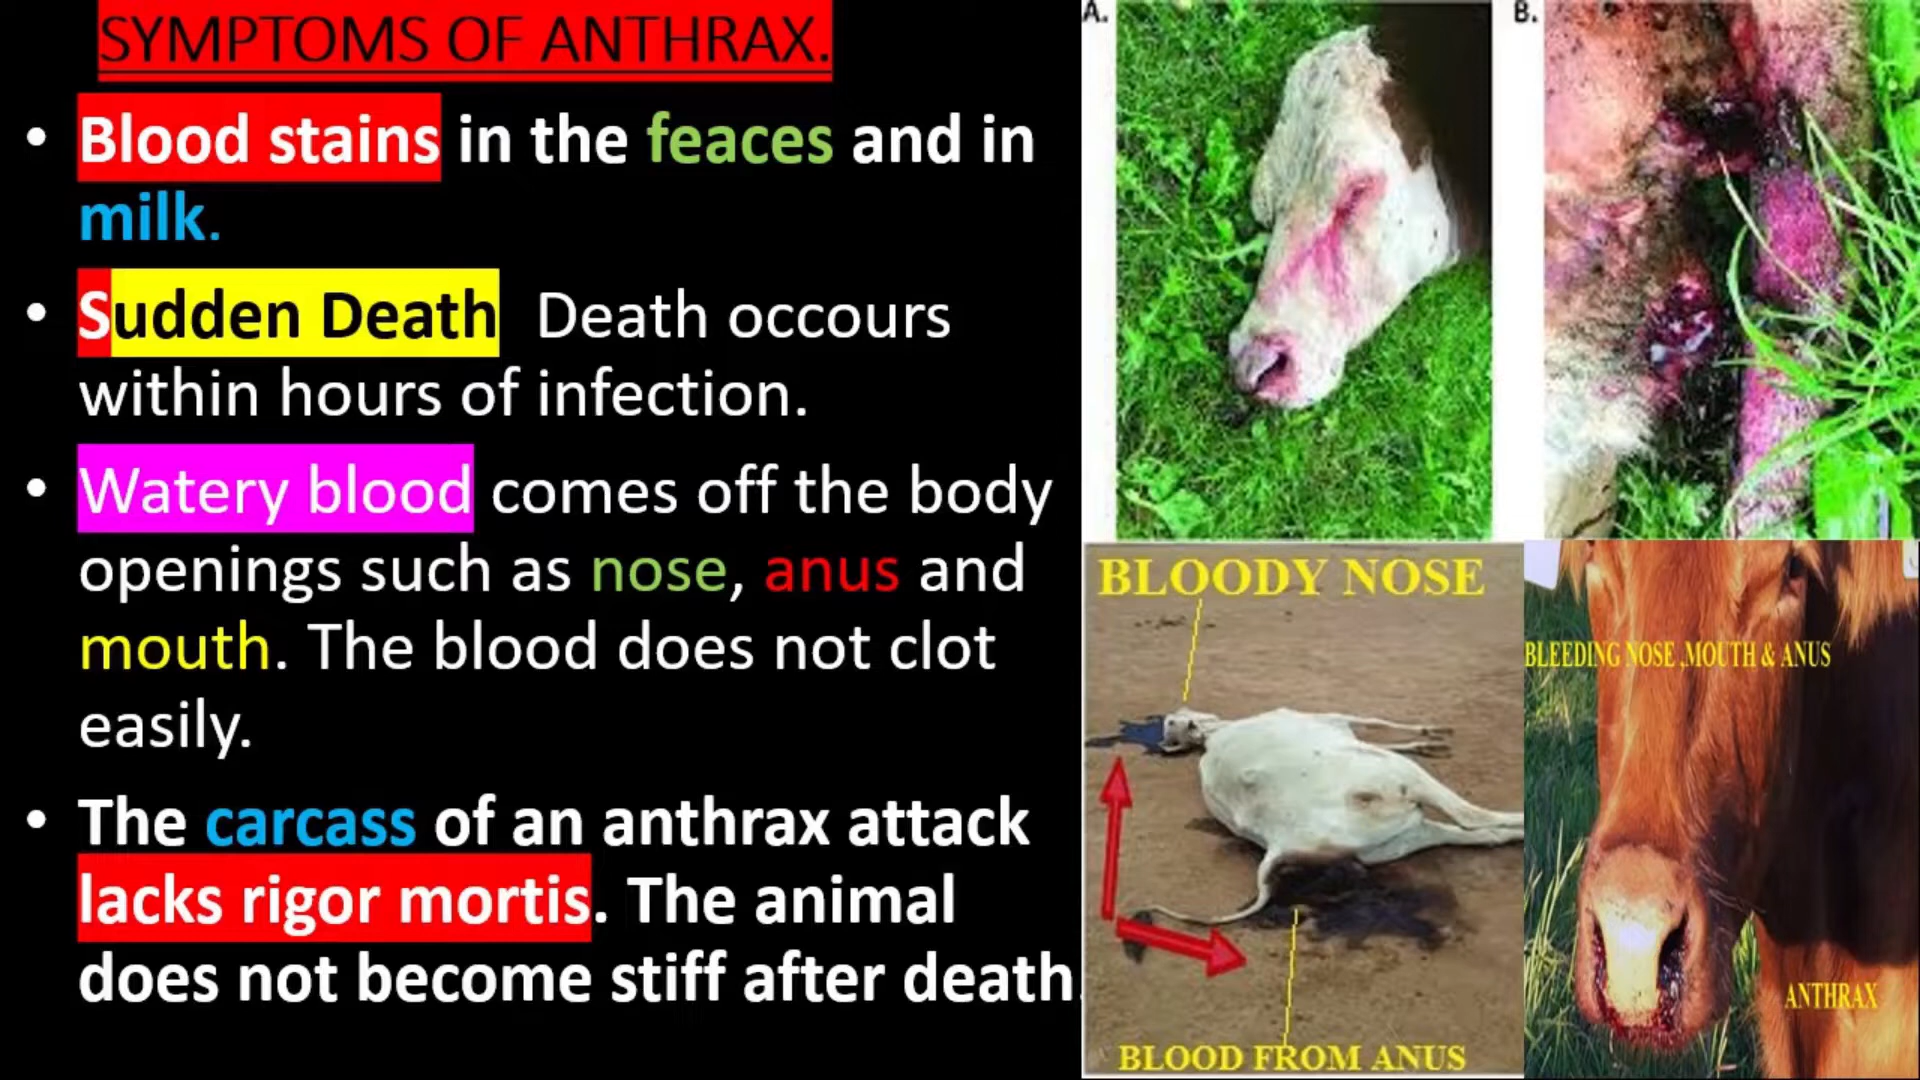 SYMPTOMS OF ANTHRAX.
• Blood stains in the feaces and in
milk.
• Sudden Death Death occours
within hours of infection.
• Watery blood comes off the body
openings such as nose, anus and
mouth. The blood does not clot
easily.
• The carcass of an anthrax attack
lacks rigor mortis. The animal
does not become stiff after death.
A.
B.
BLOODY NOSE
BLOOD FROM ANUS
BLEEDING NOSE ,MOUTH & ANUS
ANTHRAX